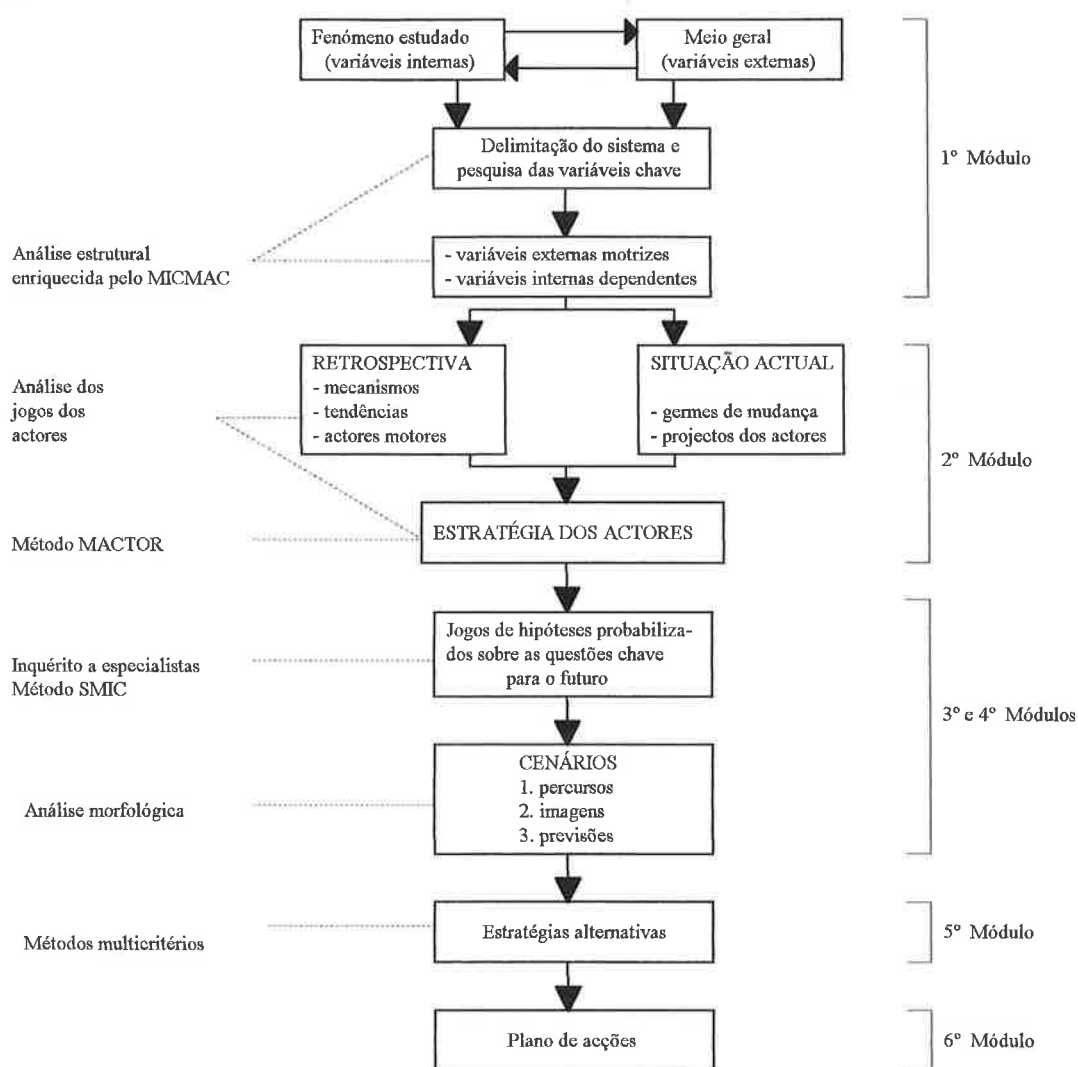 Fenómeno estudado
(variáveis internas)
Meio geral
(variáveis externas)
Delimitação do sistema e
pesquisa das variáveis chave
1º Módulo
Análise estrutural
enriquecida pelo MICMAC
- variáveis externas motrizes
- variáveis internas dependentes
RETROSPECTIVA
- mecanismos
- tendências
- actores motores
SITUAÇÃO ACTUAL
- germes de mudança
- projectos dos actores
Análise dos
jogos dos
actores
2º Módulo
Método MACTOR
ESTRATÉGIA DOS ACTORES
Jogos de hipóteses probabiliza-
dos sobre as questões chave
para o futuro
Inquérito a especialistas
Método SMIC
3º e 4º Módulos
CENÁRIOS
1. percursos
2. imagens
3. previsões
Análise morfológica
Métodos multicritérios
Estratégias alternativas
5º Módulo
Plano de acções
6º Módulo